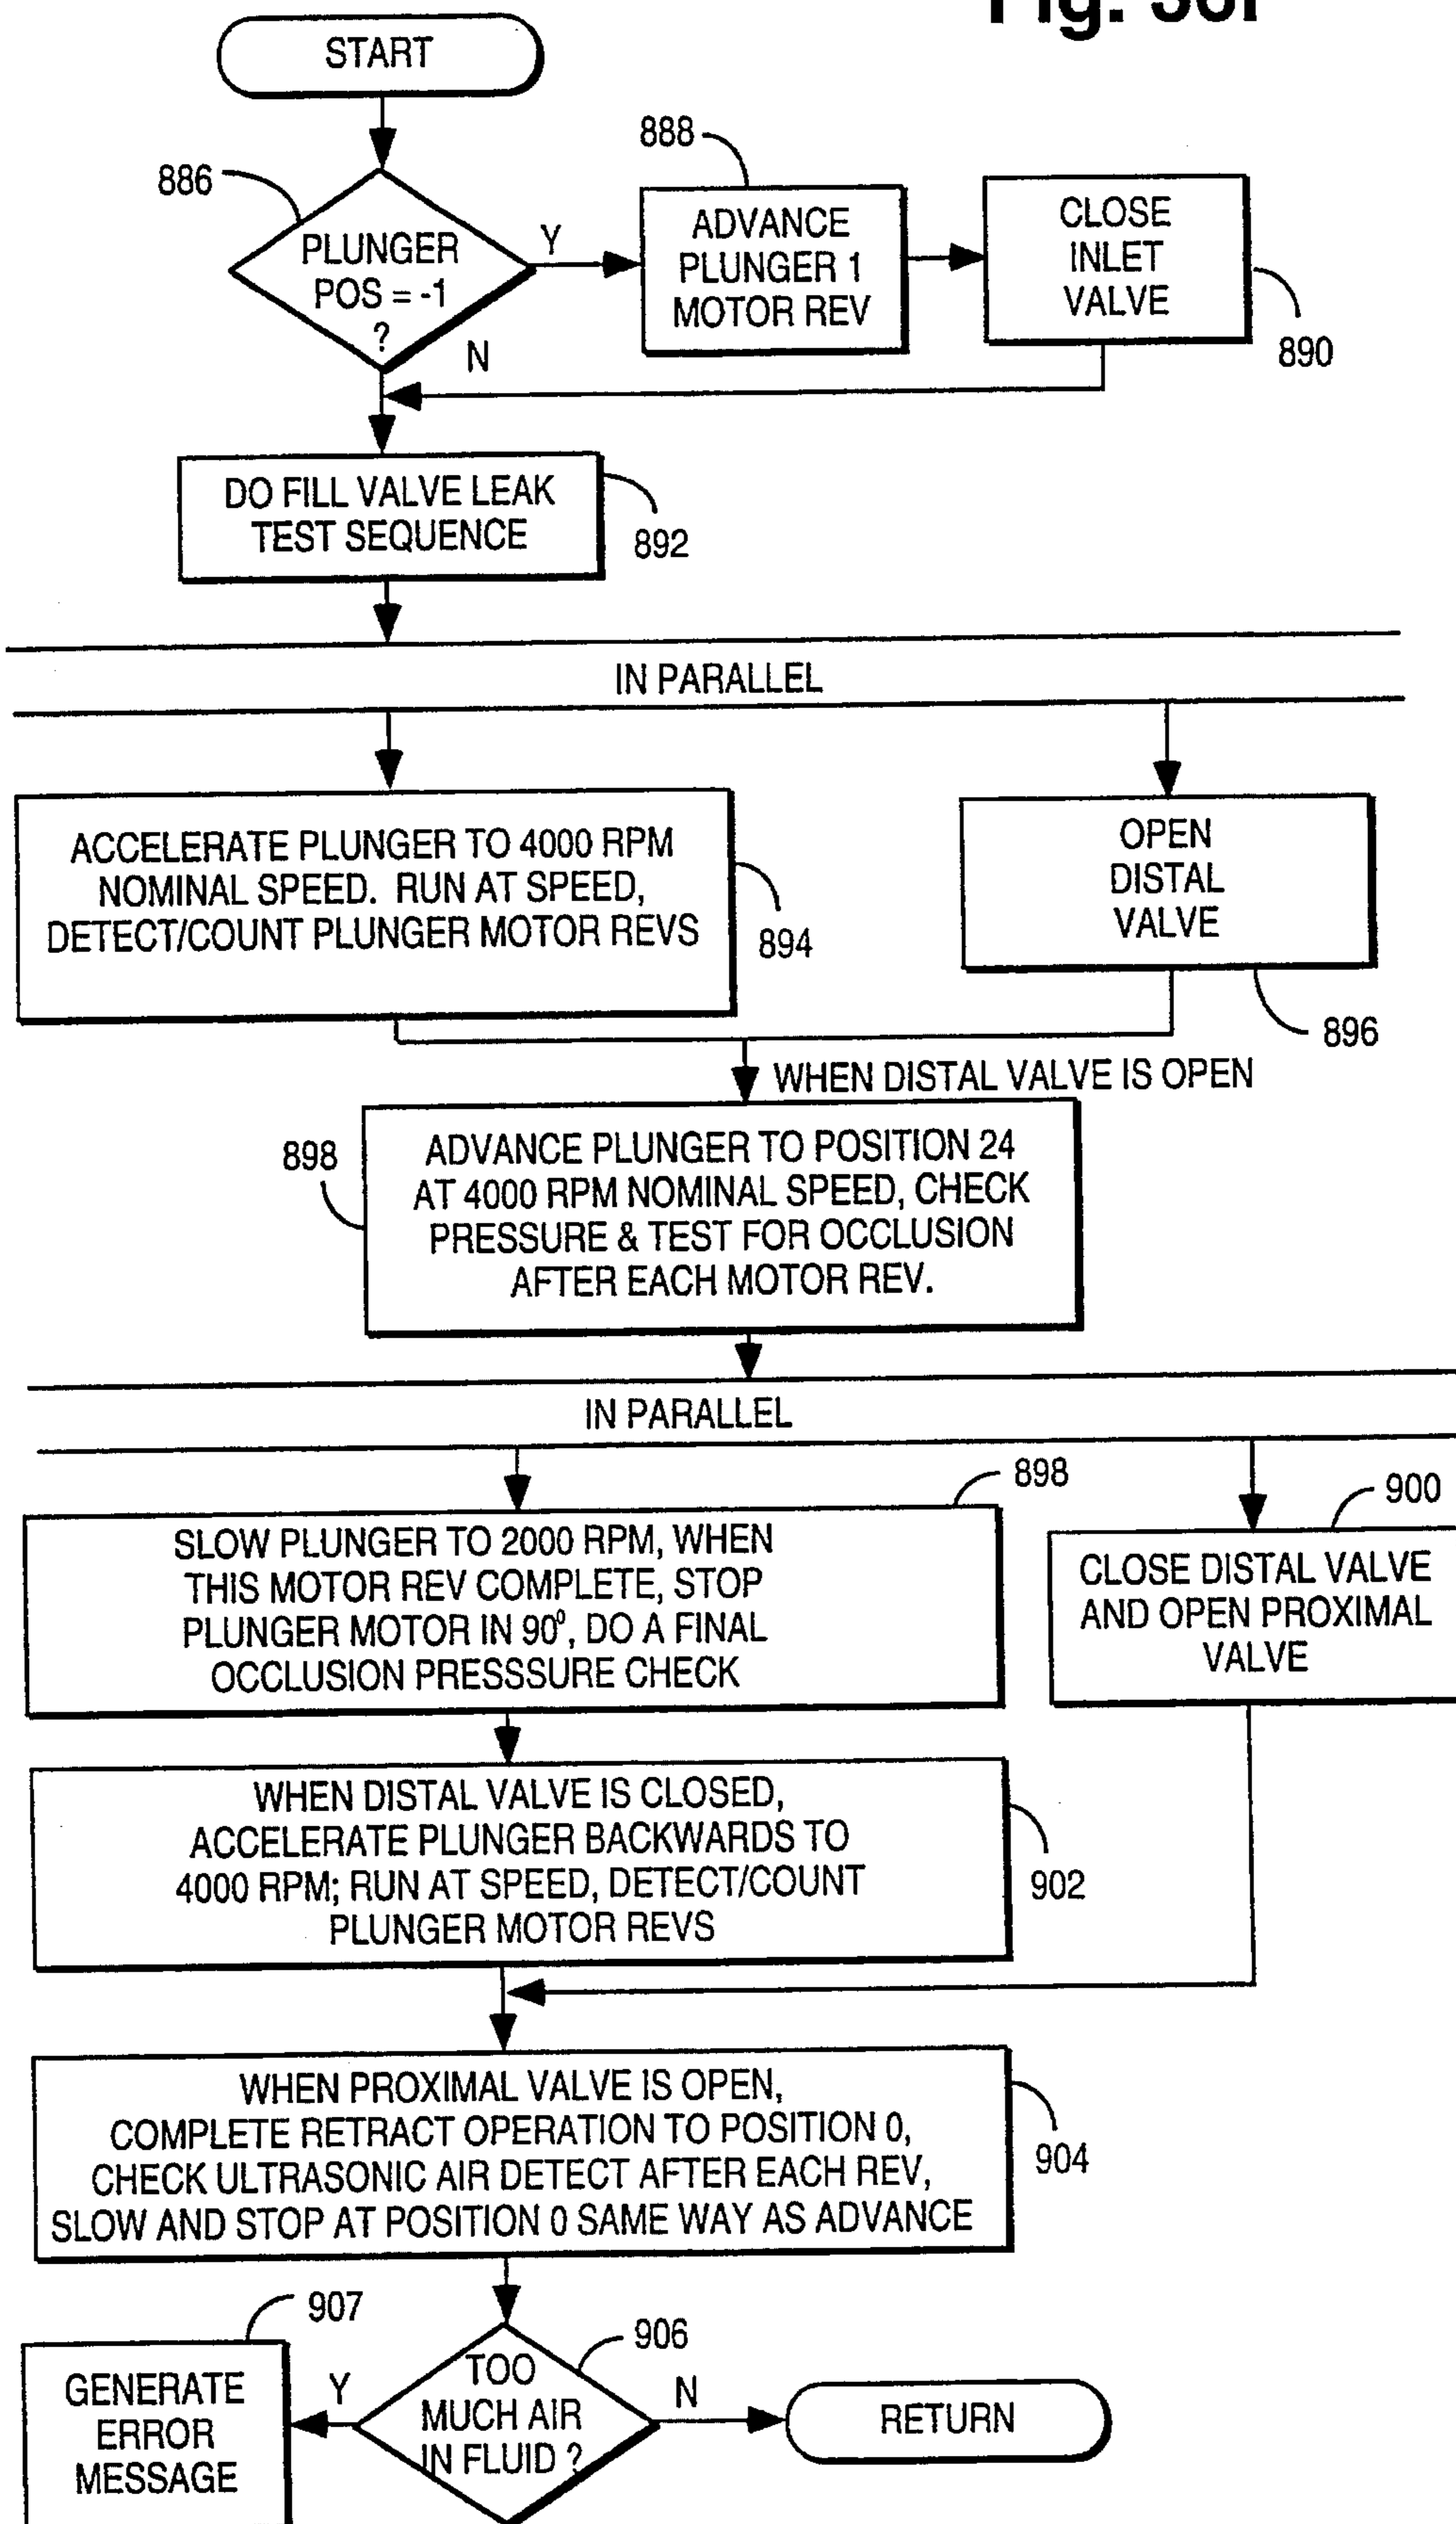 START
886
PLUNGER
POS = -1
?
Y
N
888
ADVANCE
PLUNGER 1
MOTOR REV
CLOSE
INLET
VALVE
890
DO FILL VALVE LEAK
TEST SEQUENCE
892
IN PARALLEL
ACCELERATE PLUNGER TO 4000 RPM
NOMINAL SPEED. RUN AT SPEED,
DETECT/COUNT PLUNGER MOTOR REVS
894
OPEN
DISTAL
VALVE
896
WHEN DISTAL VALVE IS OPEN
898
ADVANCE PLUNGER TO POSITION 24
AT 4000 RPM NOMINAL SPEED, CHECK
PRESSURE & TEST FOR OCCLUSION
AFTER EACH MOTOR REV.
IN PARALLEL
898
SLOW PLUNGER TO 2000 RPM, WHEN
THIS MOTOR REV COMPLETE, STOP
PLUNGER MOTOR IN 90⁰, DO A FINAL
OCCLUSION PRESSSURE CHECK
900
CLOSE DISTAL VALVE
AND OPEN PROXIMAL
VALVE
WHEN DISTAL VALVE IS CLOSED,
ACCELERATE PLUNGER BACKWARDS TO
4000 RPM; RUN AT SPEED, DETECT/COUNT
PLUNGER MOTOR REVS
902
WHEN PROXIMAL VALVE IS OPEN,
COMPLETE RETRACT OPERATION TO POSITION 0,
CHECK ULTRASONIC AIR DETECT AFTER EACH REV,
SLOW AND STOP AT POSITION 0 SAME WAY AS ADVANCE
904
907
GENERATE
ERROR
MESSAGE
Y
906
TOO
MUCH AIR
IN FLUID ?
N
RETURN